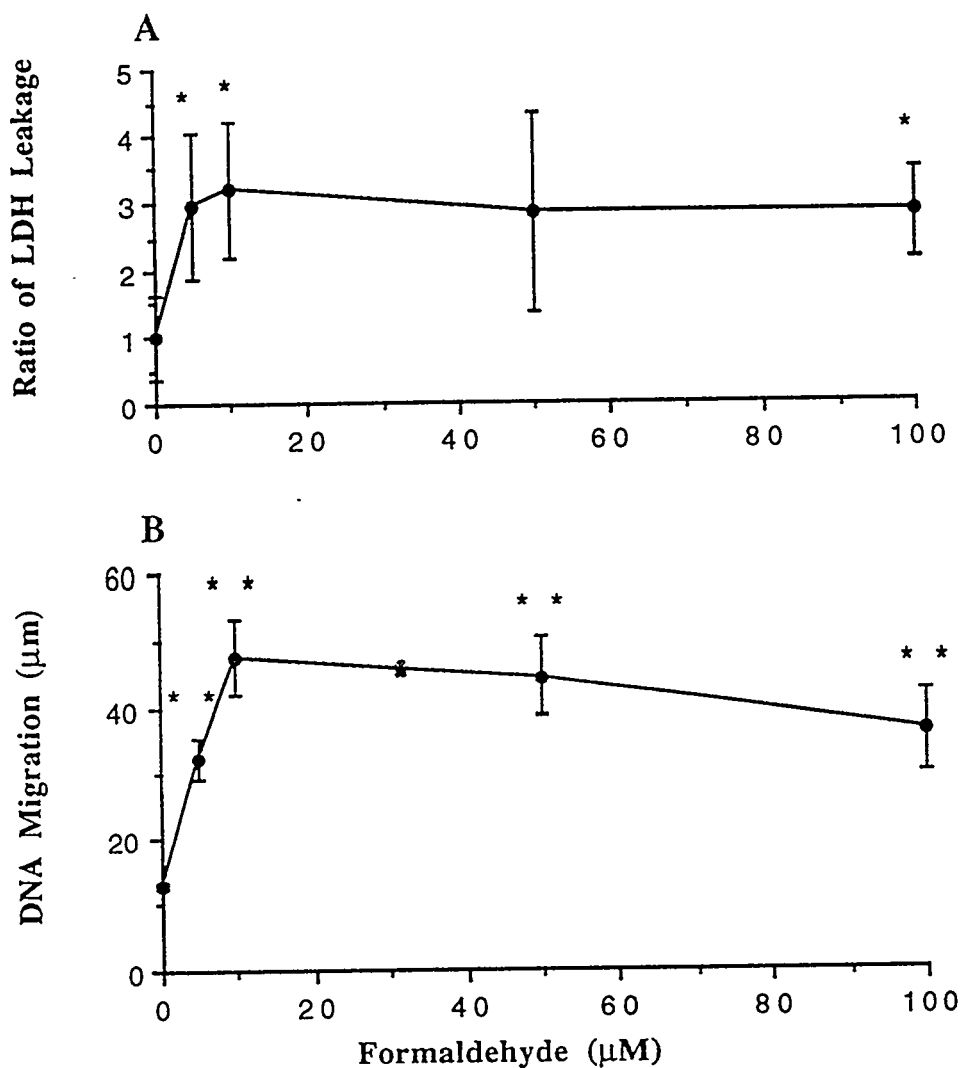 A
Ratio of LDH Leakage
5
4
3
2
1
0
* *
*
0 20 40 60 80 100
B
DNA Migration (μm)
60
40
20
0
* *
* *
* *
* *
0 20 40 60 80 100
Formaldehyde (μM)